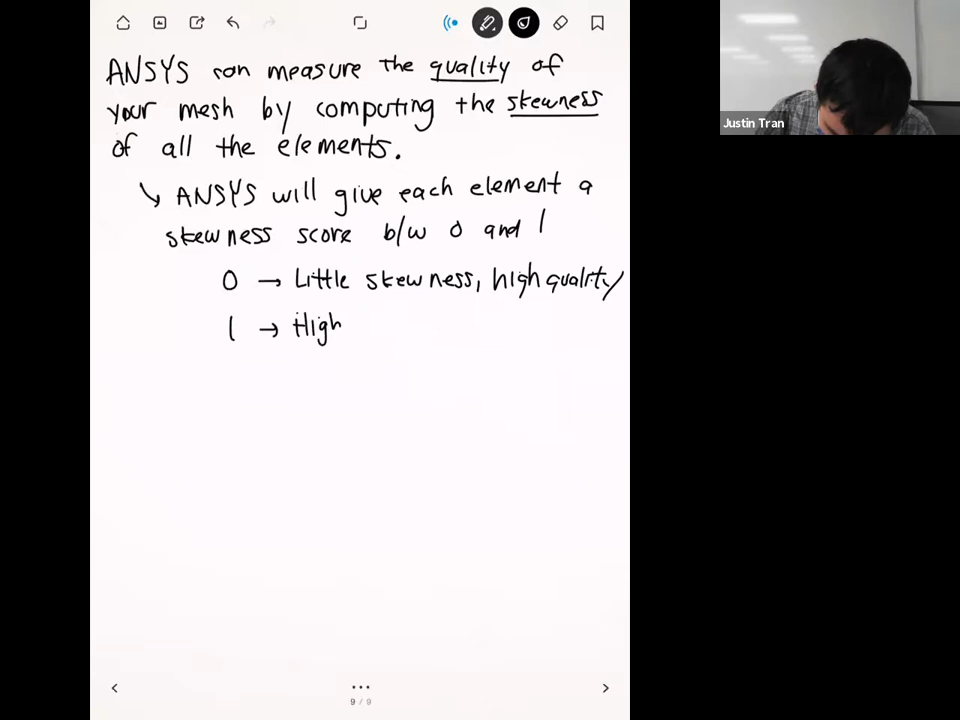 ANSYS can measure the quality of
your mesh by computing the skewness
of all the elements.
↳ ANSYS will give each element a
skewness score b/w 0 and 1
0 → Little skewness, high quality
1 → High
9 / 9
Justin Tran